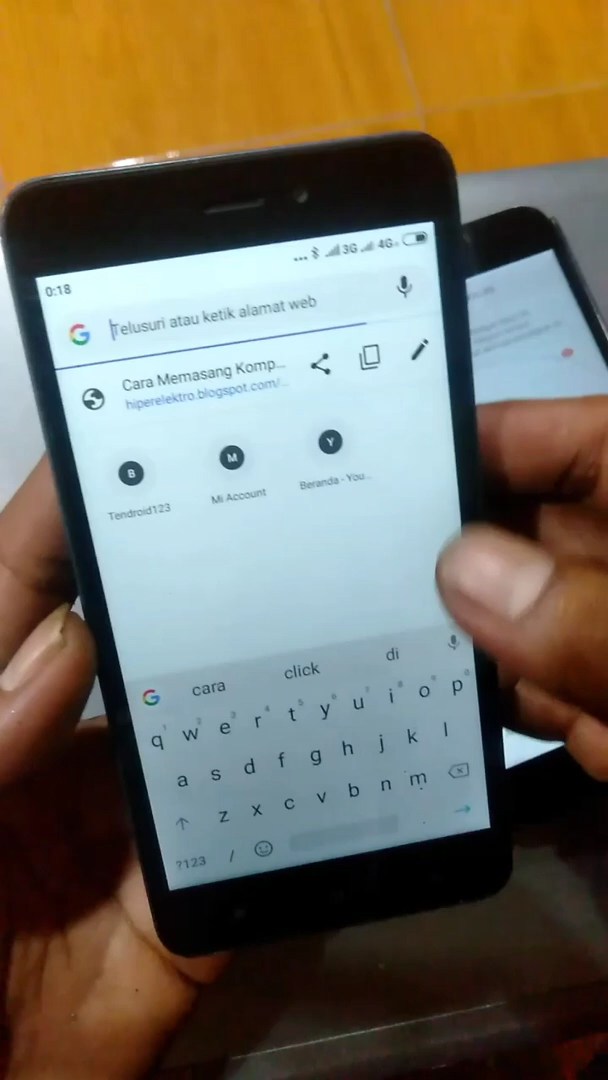 0:18 ... 3G 4G
Telusuri atau ketik alamat web
Cara Memasang Komp...
hiperelektro.blogspot.com/...
B M Y
Tendroid123 Mi Account Beranda - You...
cara click di
q w e r t y u i o p
a s d f g h j k l
z x c v b n m
?123 / .